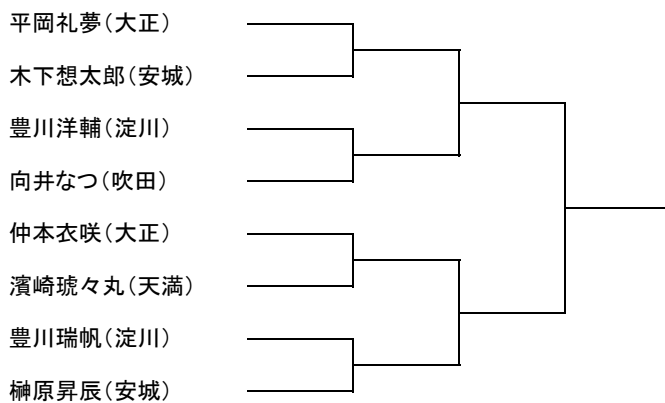 平岡礼夢（大正）
木下想太郎（安城）
豊川洋輔（淀川）
向井なつ（吹田）
仲本衣咲（大正）
濱崎琥々丸（天満）
豊川瑞帆（淀川）
榊原昇辰（安城）